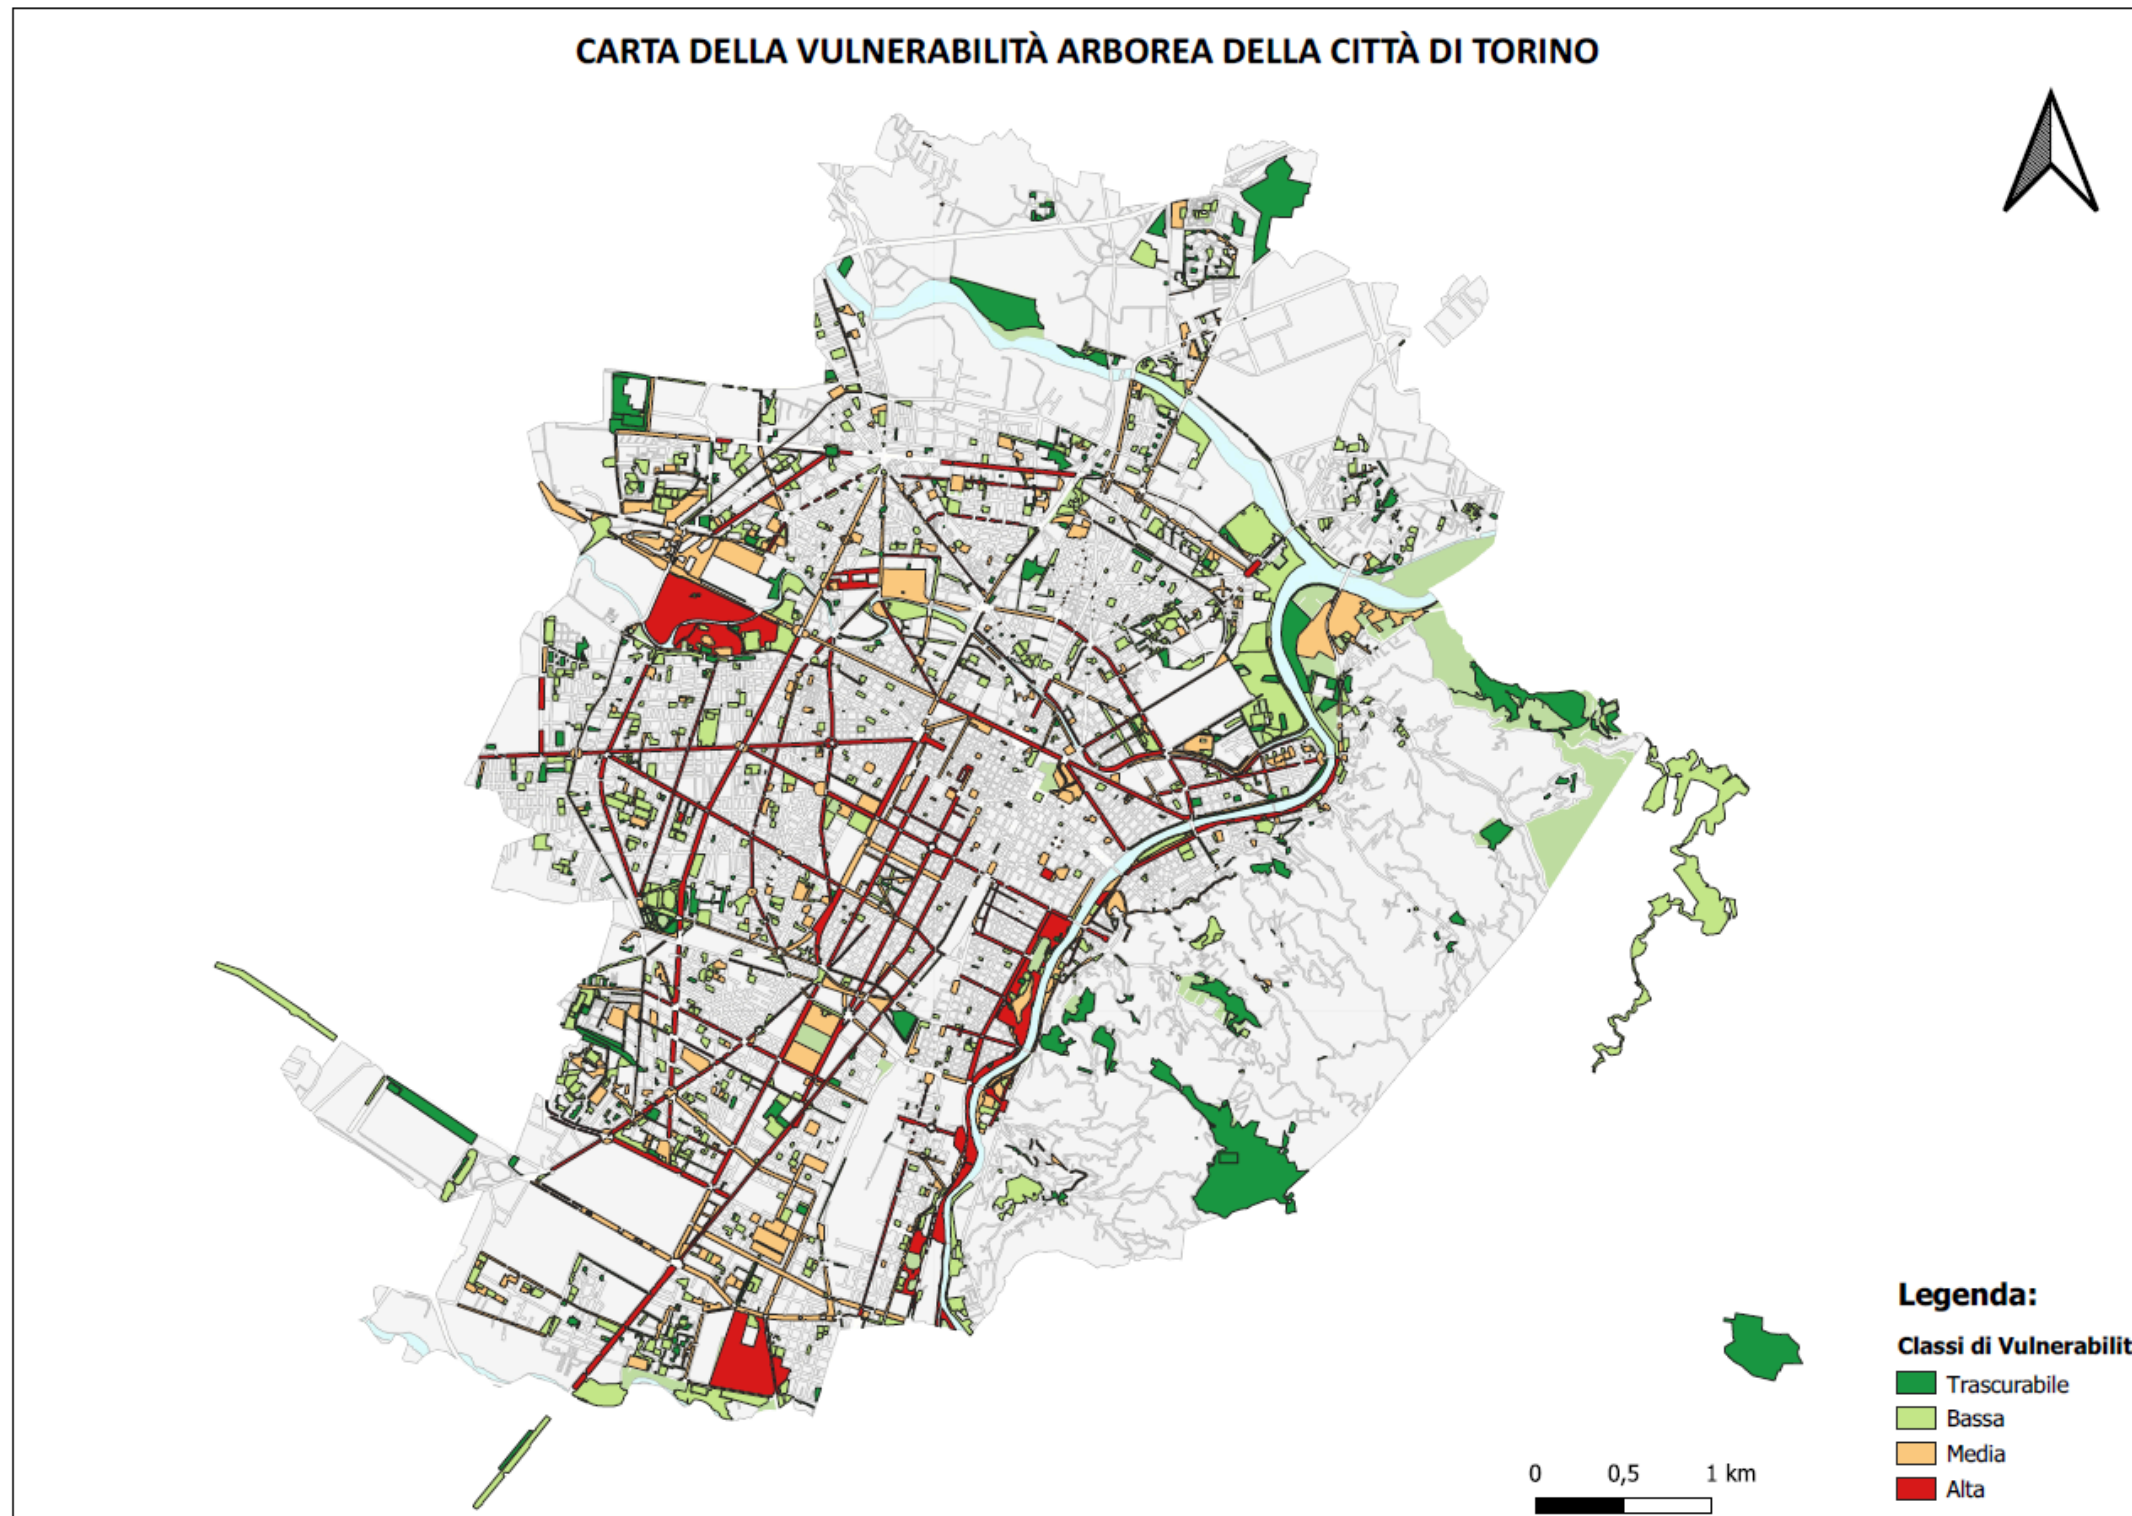 CARTA DELLA VULNERABILITÀ ARBOREA DELLA CITTÀ DI TORINO
Legenda:
Classi di Vulnerabilit
Trascurabile
Bassa
Media
Alta
0 0,5 1 km